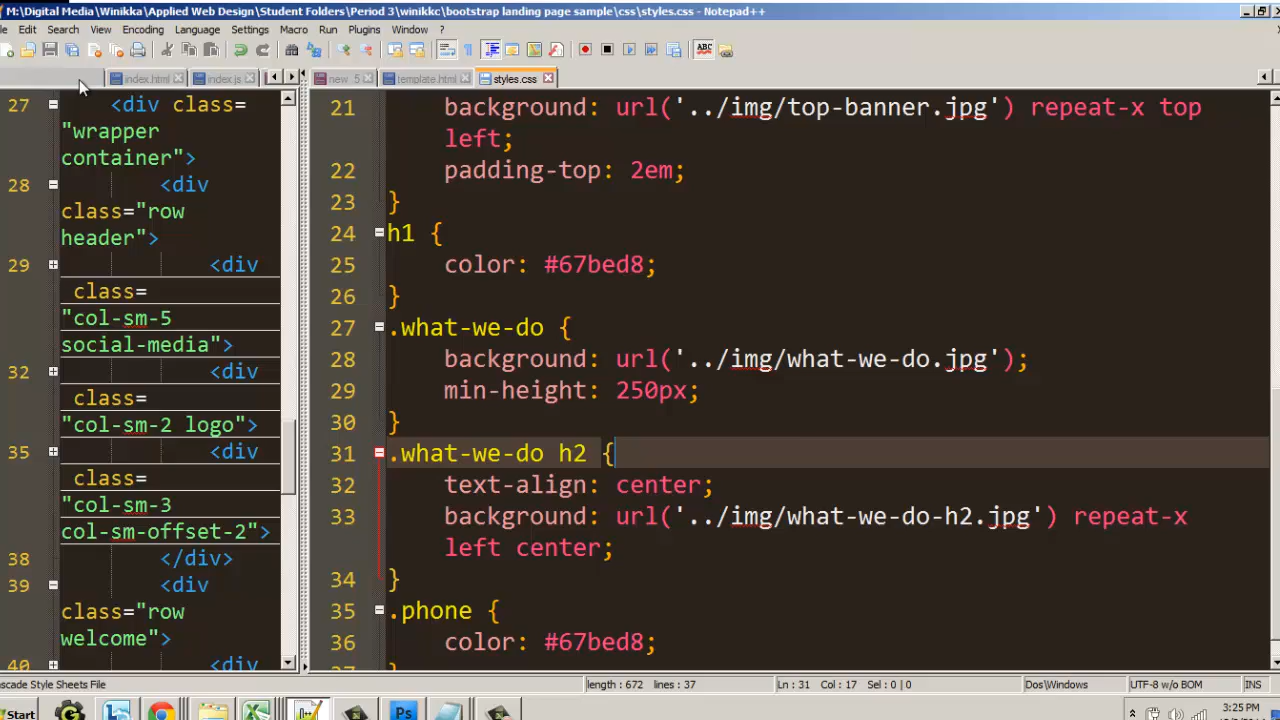 M:\Digital Media\Winikka\Applied Web Design\Student Folders\Period 3\winikkc\bootstrap landing page sample\css\styles.css - Notepad++
Edit Search View Encoding Language Settings Macro Run Plugins Window ?
index.html index.js new 5 template.html styles.css
27 <div class=
"wrapper
container">
28 <div
class="row
header">
29 <div
class=
"col-sm-5
social-media">
32 <div
class=
"col-sm-2 logo">
35 <div
class=
"col-sm-3
col-sm-offset-2">
38 </div>
39 <div
class="row
welcome">
40 <div
21 background: url('../img/top-banner.jpg') repeat-x top
left;
22 padding-top: 2em;
23 }
24 h1 {
25 color: #67bed8;
26 }
27 .what-we-do {
28 background: url('../img/what-we-do.jpg');
29 min-height: 250px;
30 }
31 .what-we-do h2 {
32 text-align: center;
33 background: url('../img/what-we-do-h2.jpg') repeat-x
left center;
34 }
35 .phone {
36 color: #67bed8;
37 }
scade Style Sheets File length : 672 lines : 37 Ln : 31 Col : 17 Sel : 0 | 0 Dos\Windows UTF-8 w/o BOM INS
Start 3:25 PM